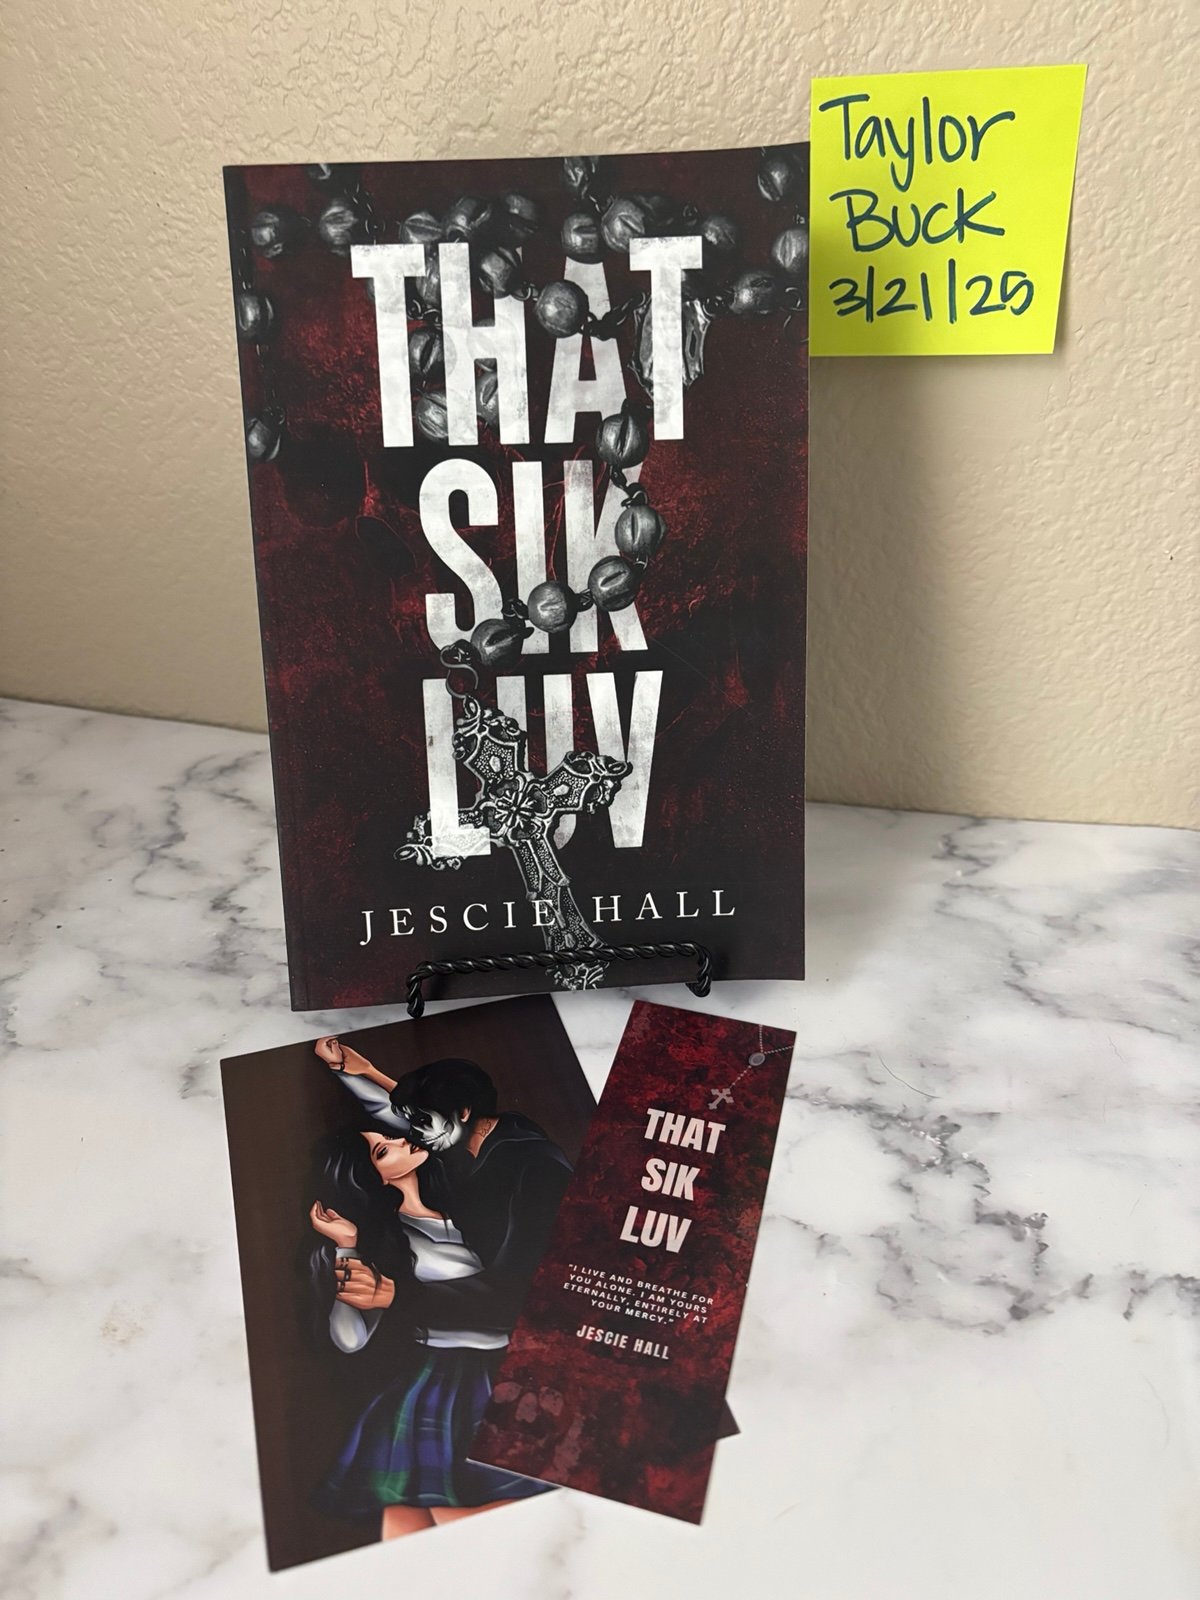 Taylor
Buck
3/21/25
THAT
SIK
LUV
JESCIE HALL
THAT
SIK
LUV
"I LIVE AND BREATHE FOR
YOU ALONE. I AM YOURS
ETERNALLY, ENTIRELY AT
YOUR MERCY."
JESCIE HALL